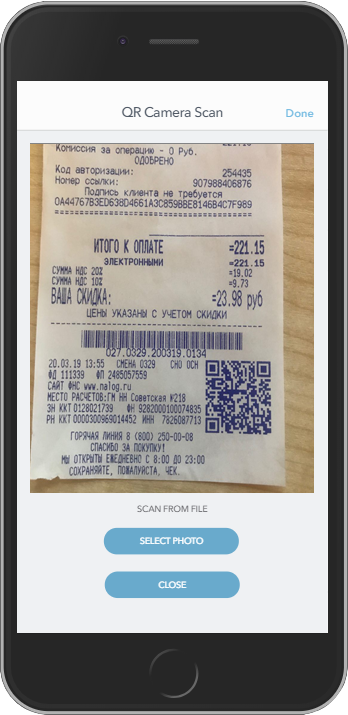 QR Camera Scan
Done
Комиссия за операцию - 0 Руб.
ОДОБРЕНО
Код авторизации: 254435
Номер ссылки: 907988406876
Подпись клиента не требуется
0A44767B3ED638D4661A3C859BBE8146B4C7F989
ИТОГО К ОПЛАТЕ =221.15
ЭЛЕКТРОННЫМИ =221.15
СУММА НДС 20% =19.02
СУММА НДС 10% =9.73
ВАША СКИДКА: =23.98 руб
ЦЕНЫ УКАЗАНЫ С УЧЕТОМ СКИДКИ
027.0329.200319.0134
20.03.19 13:55 СМЕНА 0329 СНО ОСН
ФД 111339 ФП 2485057559
САЙТ ФНС www.nalog.ru
МЕСТО РАСЧЕТОВ:ГМ НН Советская №218
ЗН ККТ 0128021739 ФН 9282000100074835
РН ККТ 0000300969014452 ИНН 7826087713
ГОРЯЧАЯ ЛИНИЯ 8 (800) 250-00-08
СПАСИБО ЗА ПОКУПКУ!
МЫ ОТКРЫТЫ ЕЖЕДНЕВНО С 8:00 ДО 23:00
СОХРАНЯЙТЕ, ПОЖАЛУЙСТА, ЧЕК.
SCAN FROM FILE
SELECT PHOTO
CLOSE